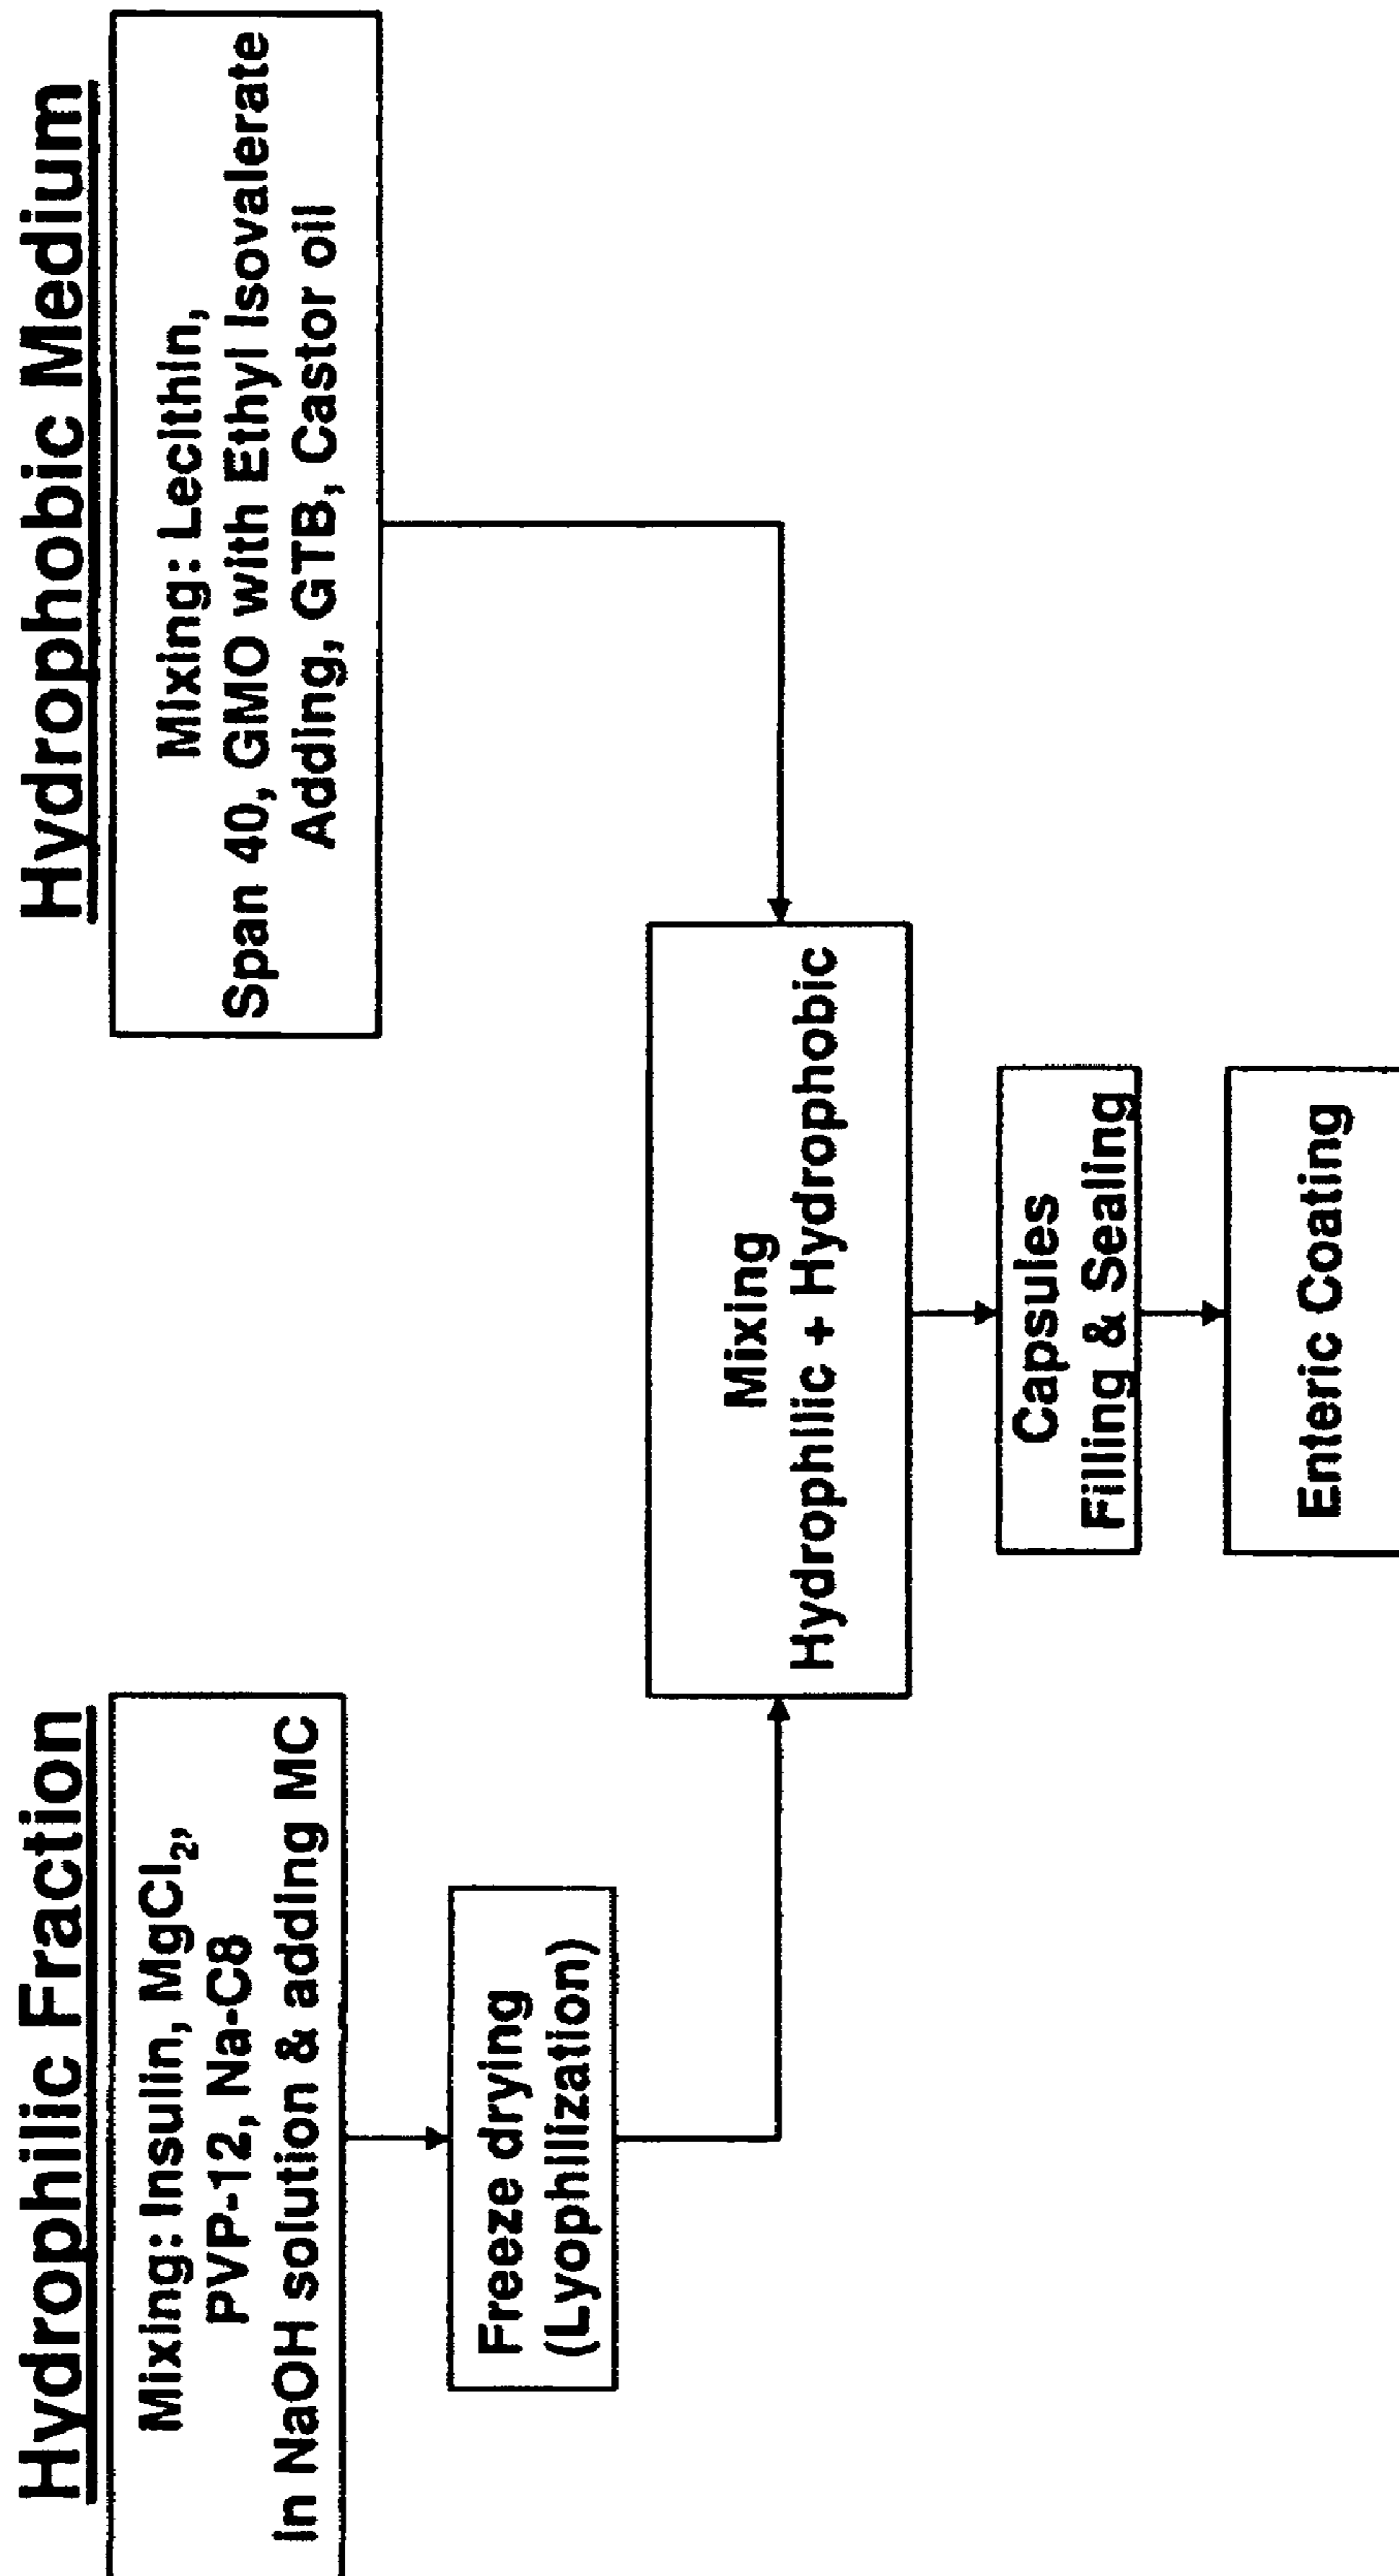 Hydrophilic Fraction
Mixing: Insulin, MgCl₂,
PVP-12, Na-C8
in NaOH solution & adding MC
Freeze drying
(Lyophilization)
Hydrophobic Medium
Mixing: Lecithin,
Span 40, GMO with Ethyl Isovalerate
Adding, GTB, Castor oil
Mixing
Hydrophilic + Hydrophobic
Capsules
Filling & Sealing
Enteric Coating